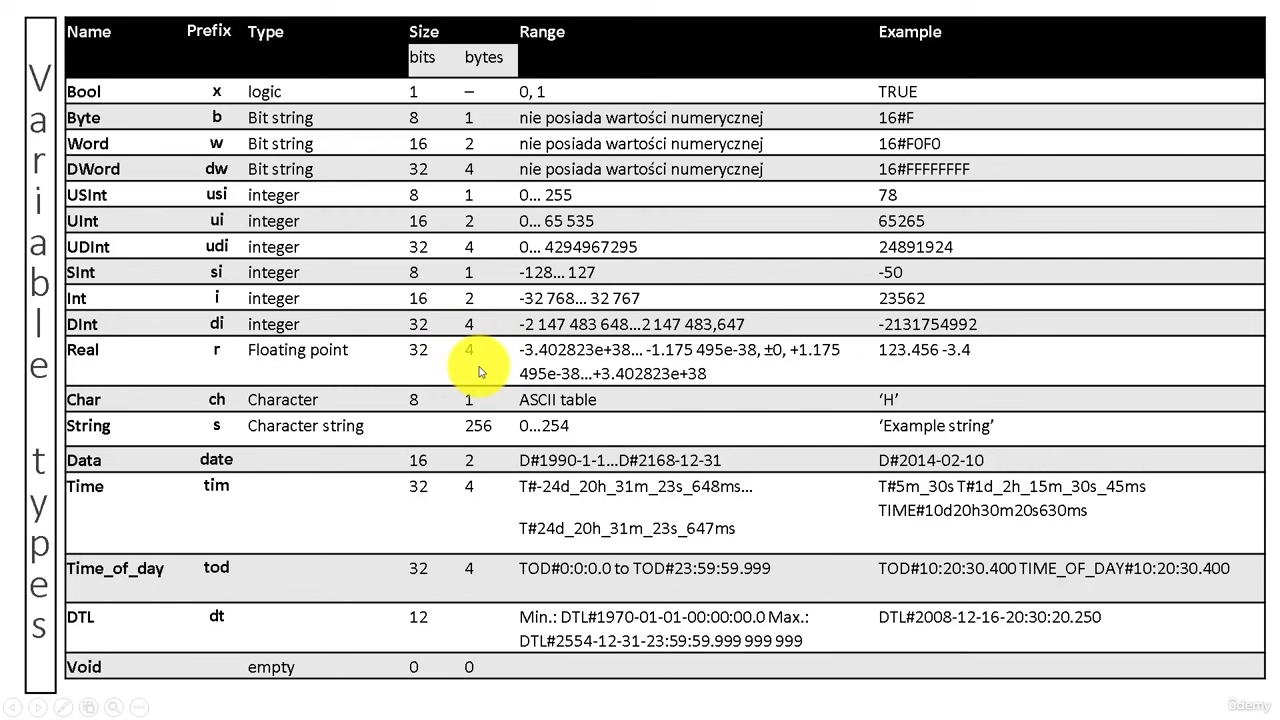 Variable types
Name Prefix Type Size Range Example
bits bytes
Bool x logic 1 – 0, 1 TRUE
Byte b Bit string 8 1 nie posiada wartości numerycznej 16#F
Word w Bit string 16 2 nie posiada wartości numerycznej 16#F0F0
DWord dw Bit string 32 4 nie posiada wartości numerycznej 16#FFFFFFFF
USInt usi integer 8 1 0... 255 78
UInt ui integer 16 2 0... 65 535 65265
UDInt udi integer 32 4 0... 4294967295 24891924
SInt si integer 8 1 -128... 127 -50
Int i integer 16 2 -32 768... 32 767 23562
DInt di integer 32 4 -2 147 483 648...2 147 483,647 -2131754992
Real r Floating point 32 4 -3.402823e+38... -1.175 495e-38, ±0, +1.175 123.456 -3.4
495e-38...+3.402823e+38
Char ch Character 8 1 ASCII table ‘H’
String s Character string 256 0...254 ‘Example string’
Data date 16 2 D#1990-1-1...D#2168-12-31 D#2014-02-10
Time tim 32 4 T#-24d_20h_31m_23s_648ms... T#5m_30s T#1d_2h_15m_30s_45ms
TIME#10d20h30m20s630ms
T#24d_20h_31m_23s_647ms
Time_of_day tod 32 4 TOD#0:0:0.0 to TOD#23:59:59.999 TOD#10:20:30.400 TIME_OF_DAY#10:20:30.400
DTL dt 12 Min.: DTL#1970-01-01-00:00:00.0 Max.: DTL#2008-12-16-20:30:20.250
DTL#2554-12-31-23:59:59.999 999 999
Void empty 0 0
ûdemy